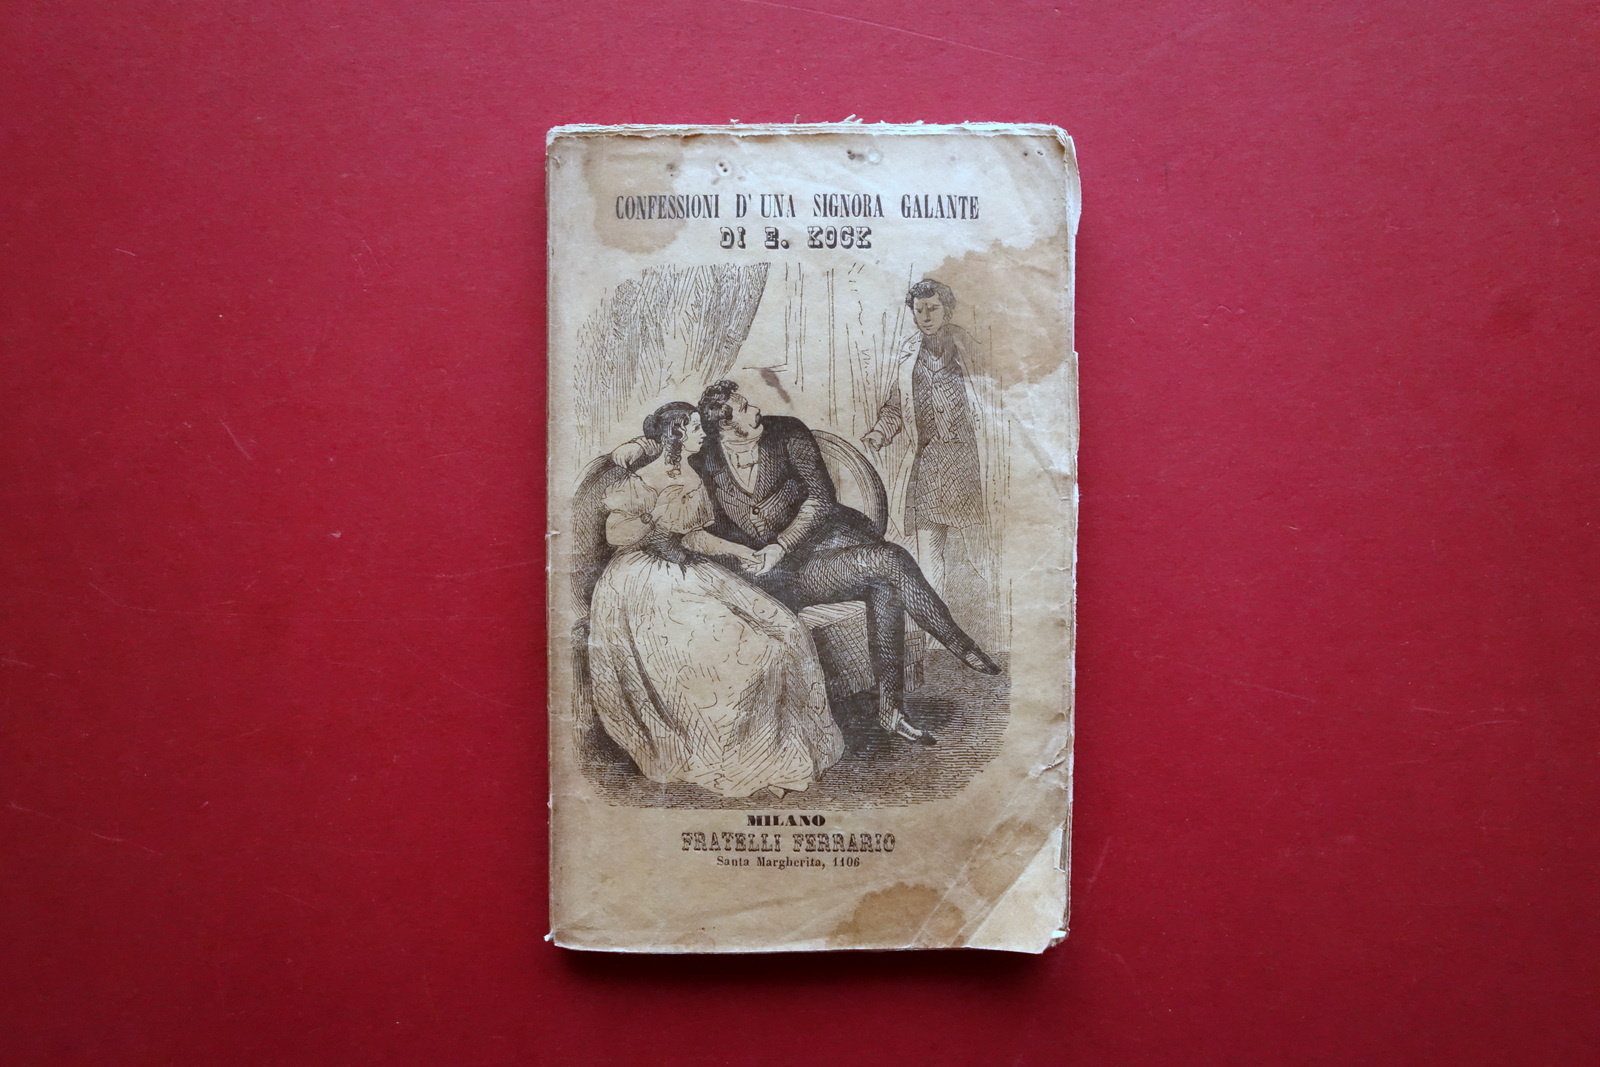 CONFESSIONI D'UNA SIGNORA GALANTE
DI E. KOCK
MILANO
FRATELLI FERRARIO
Santa Margherita, 1106